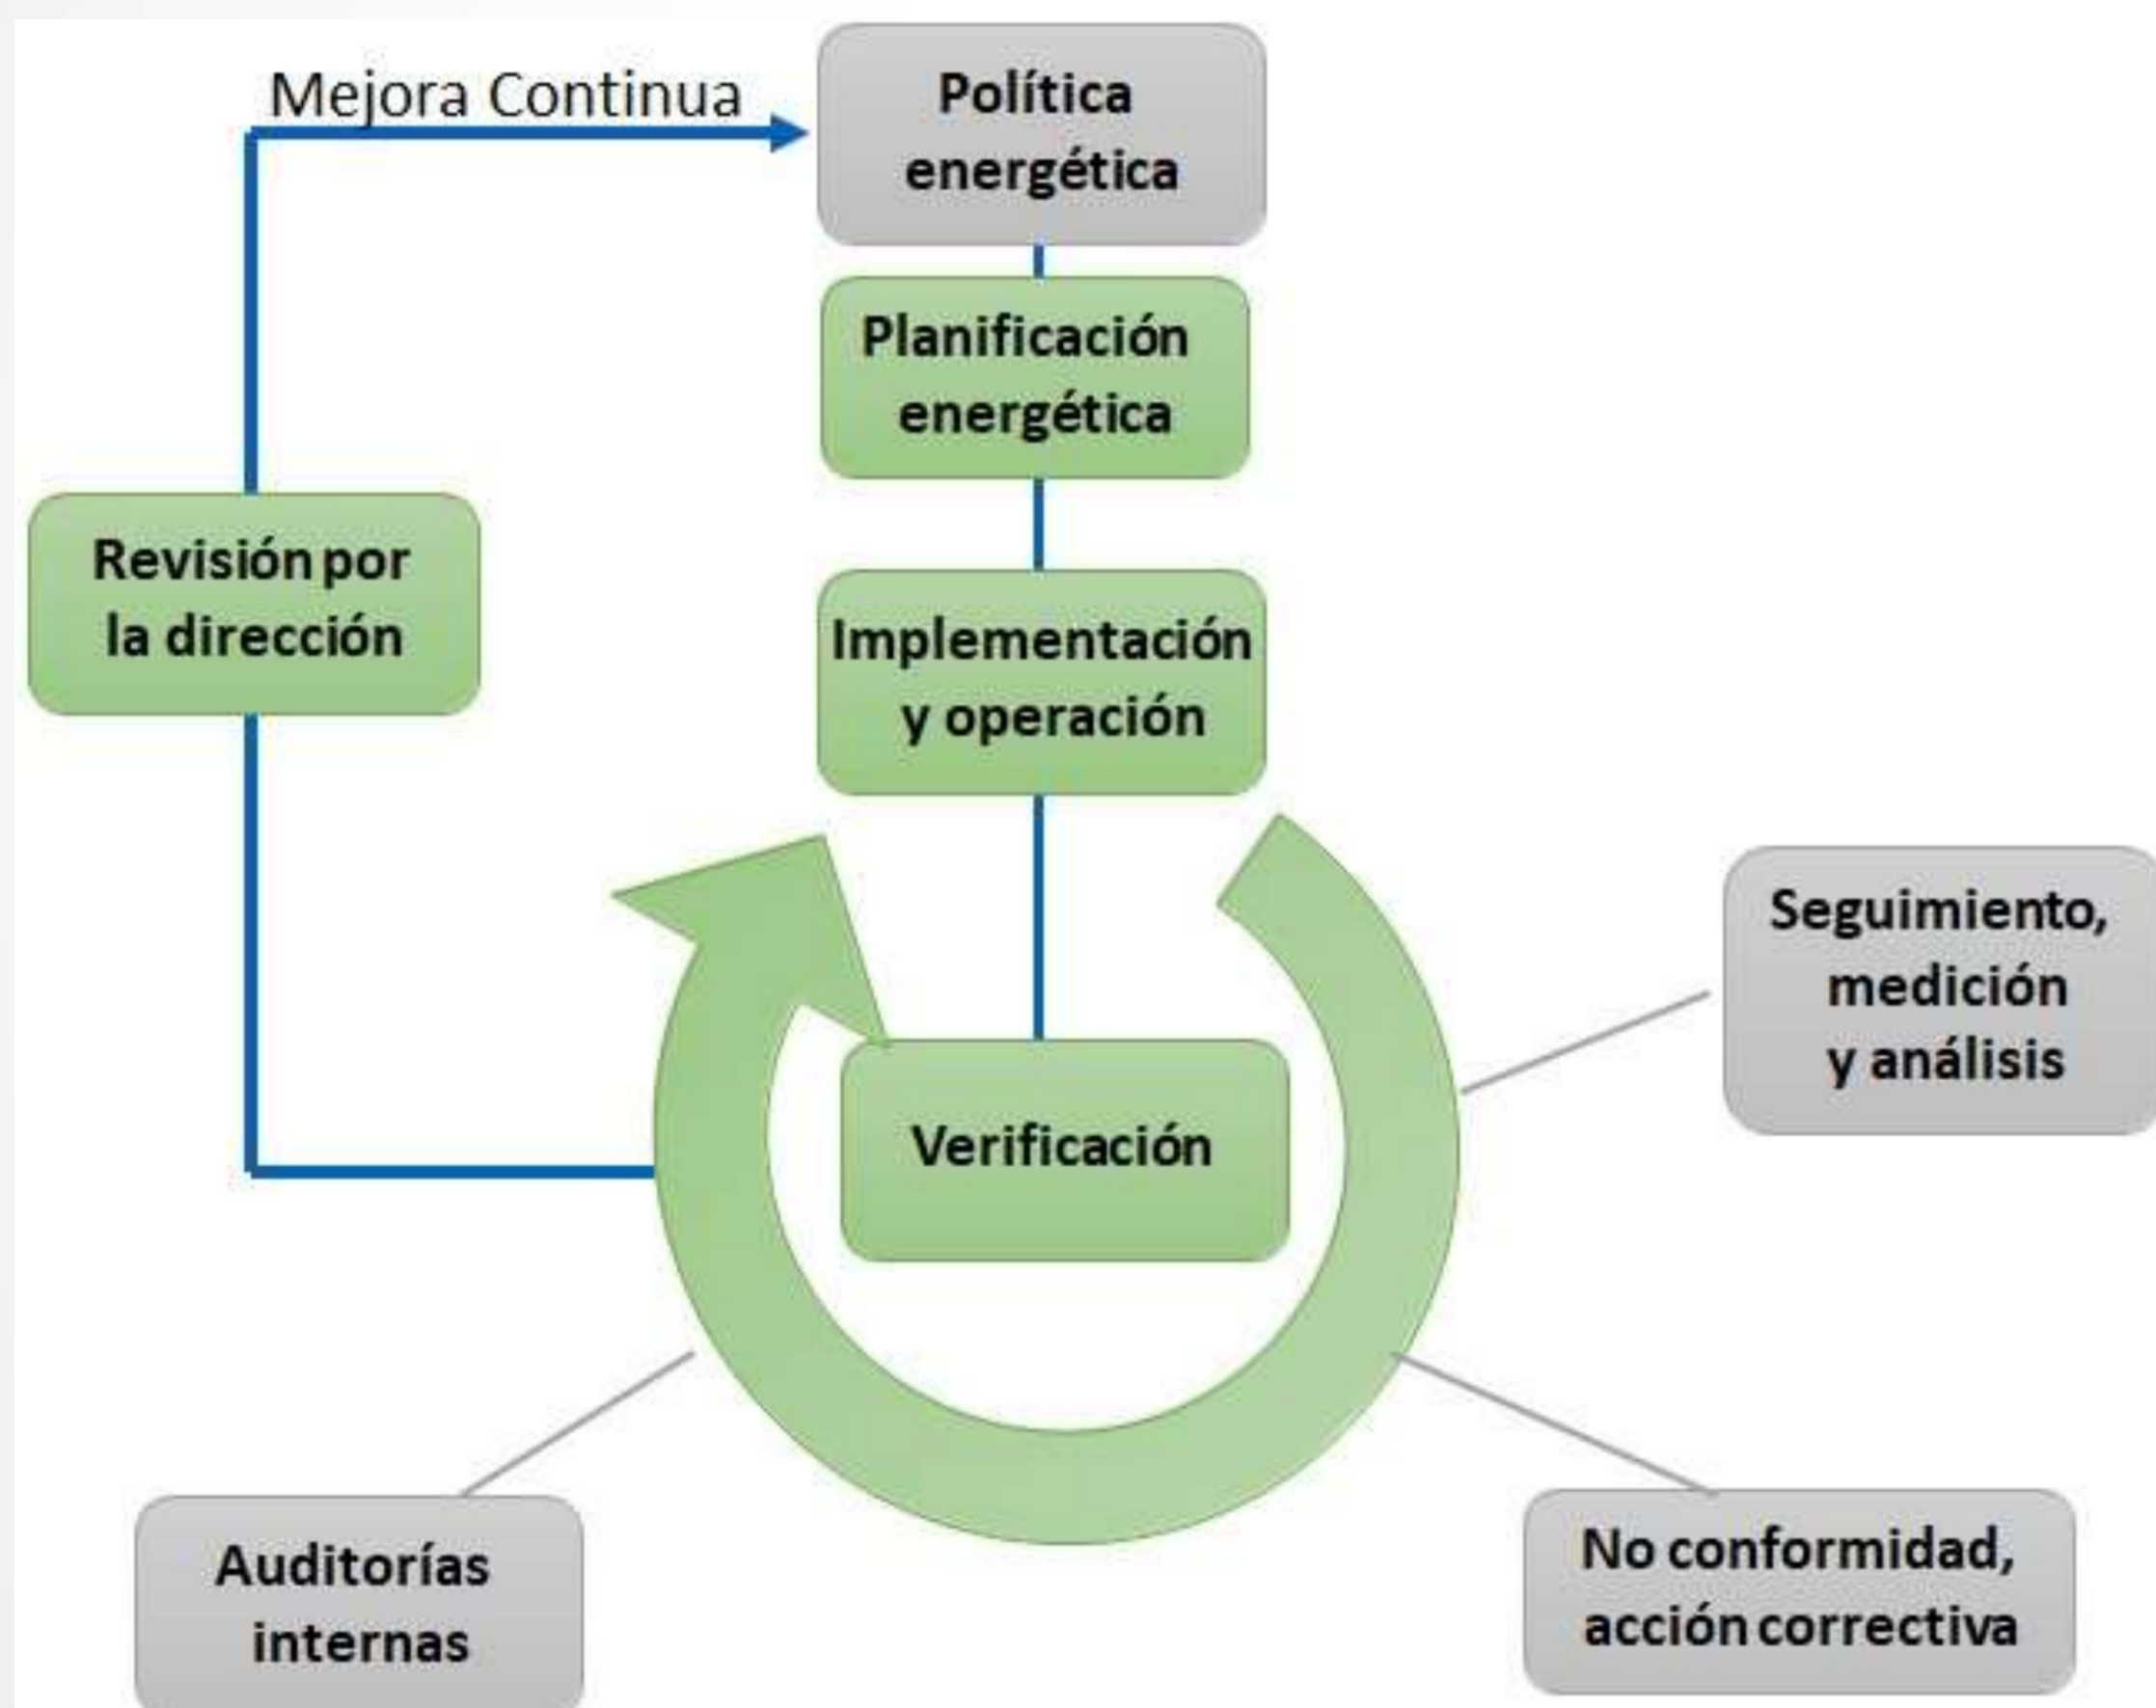 Mejora Continua
Política
energética
Planificación
energética
Revisión por
la dirección
Implementación
y operación
Seguimiento,
medición
y análisis
Verificación
Auditorías
internas
No conformidad,
acción correctiva